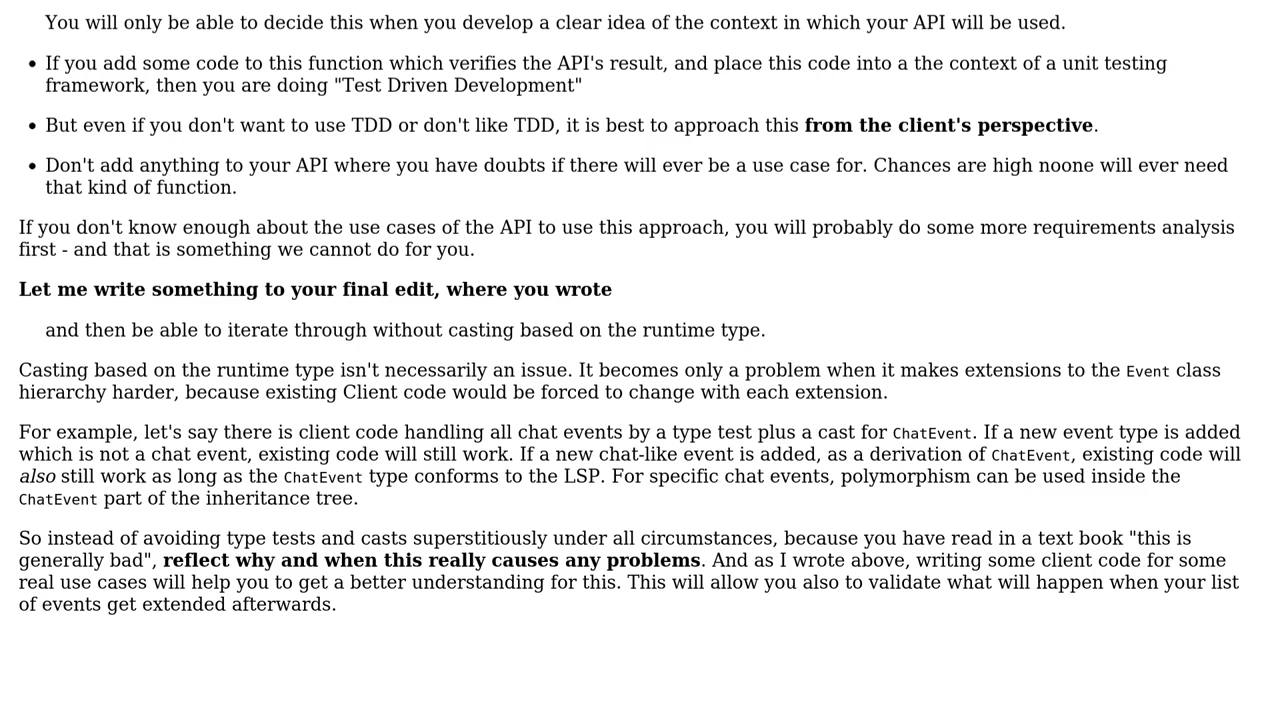 You will only be able to decide this when you develop a clear idea of the context in which your API will be used.
• If you add some code to this function which verifies the API's result, and place this code into a the context of a unit testing
framework, then you are doing "Test Driven Development"
• But even if you don't want to use TDD or don't like TDD, it is best to approach this from the client's perspective.
• Don't add anything to your API where you have doubts if there will ever be a use case for. Chances are high noone will ever need
that kind of function.
If you don't know enough about the use cases of the API to use this approach, you will probably do some more requirements analysis
first - and that is something we cannot do for you.
Let me write something to your final edit, where you wrote
and then be able to iterate through without casting based on the runtime type.
Casting based on the runtime type isn't necessarily an issue. It becomes only a problem when it makes extensions to the Event class
hierarchy harder, because existing Client code would be forced to change with each extension.
For example, let's say there is client code handling all chat events by a type test plus a cast for ChatEvent. If a new event type is added
which is not a chat event, existing code will still work. If a new chat-like event is added, as a derivation of ChatEvent, existing code will
also still work as long as the ChatEvent type conforms to the LSP. For specific chat events, polymorphism can be used inside the
ChatEvent part of the inheritance tree.
So instead of avoiding type tests and casts superstitiously under all circumstances, because you have read in a text book "this is
generally bad", reflect why and when this really causes any problems. And as I wrote above, writing some client code for some
real use cases will help you to get a better understanding for this. This will allow you also to validate what will happen when your list
of events get extended afterwards.